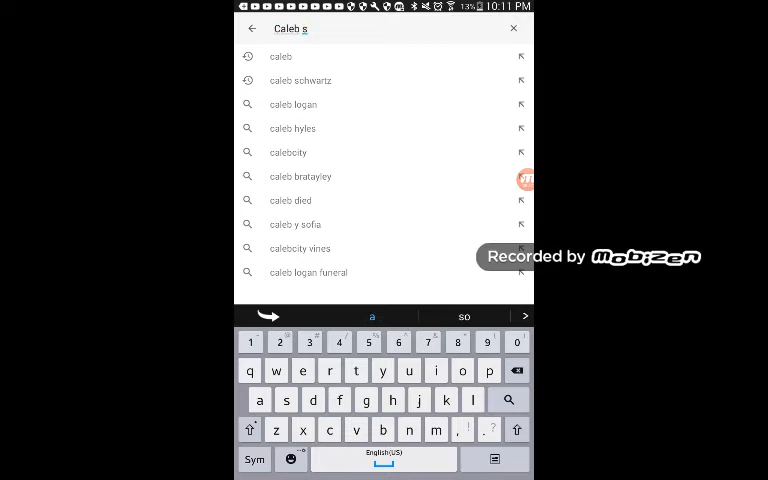 13% 10:11 PM
Caleb s
caleb
caleb schwartz
caleb logan
caleb hyles
calebcity
caleb bratayley
caleb died
caleb y sofia
calebcity vines
caleb logan funeral
Recorded by Mobizen
a so >
1 2 3 4 5 6 7 8 9 0
q w e r t y u i o p
a s d f g h j k l
z x c v b n m , ! . ?
English(US)
Sym